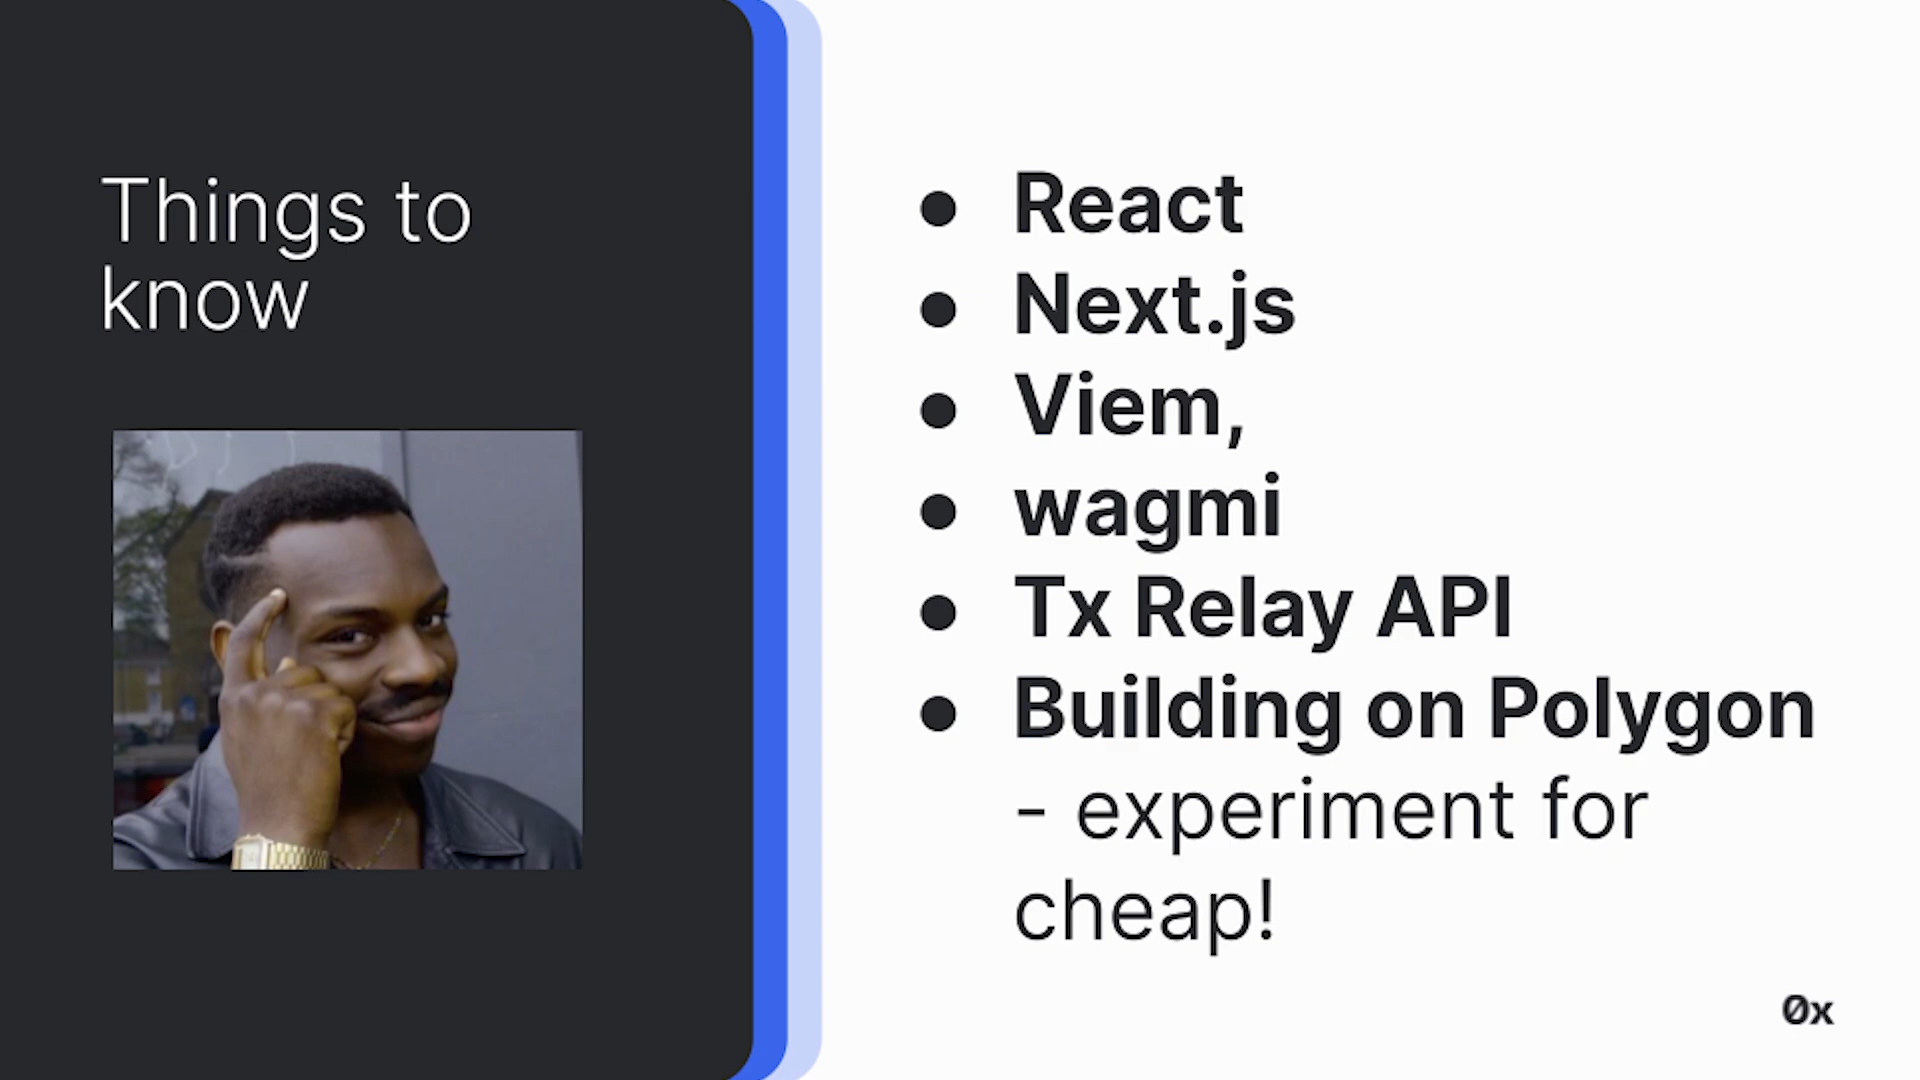 Things to
know
● React
● Next.js
● Viem,
● wagmi
● Tx Relay API
● Building on Polygon
- experiment for
cheap!
0x